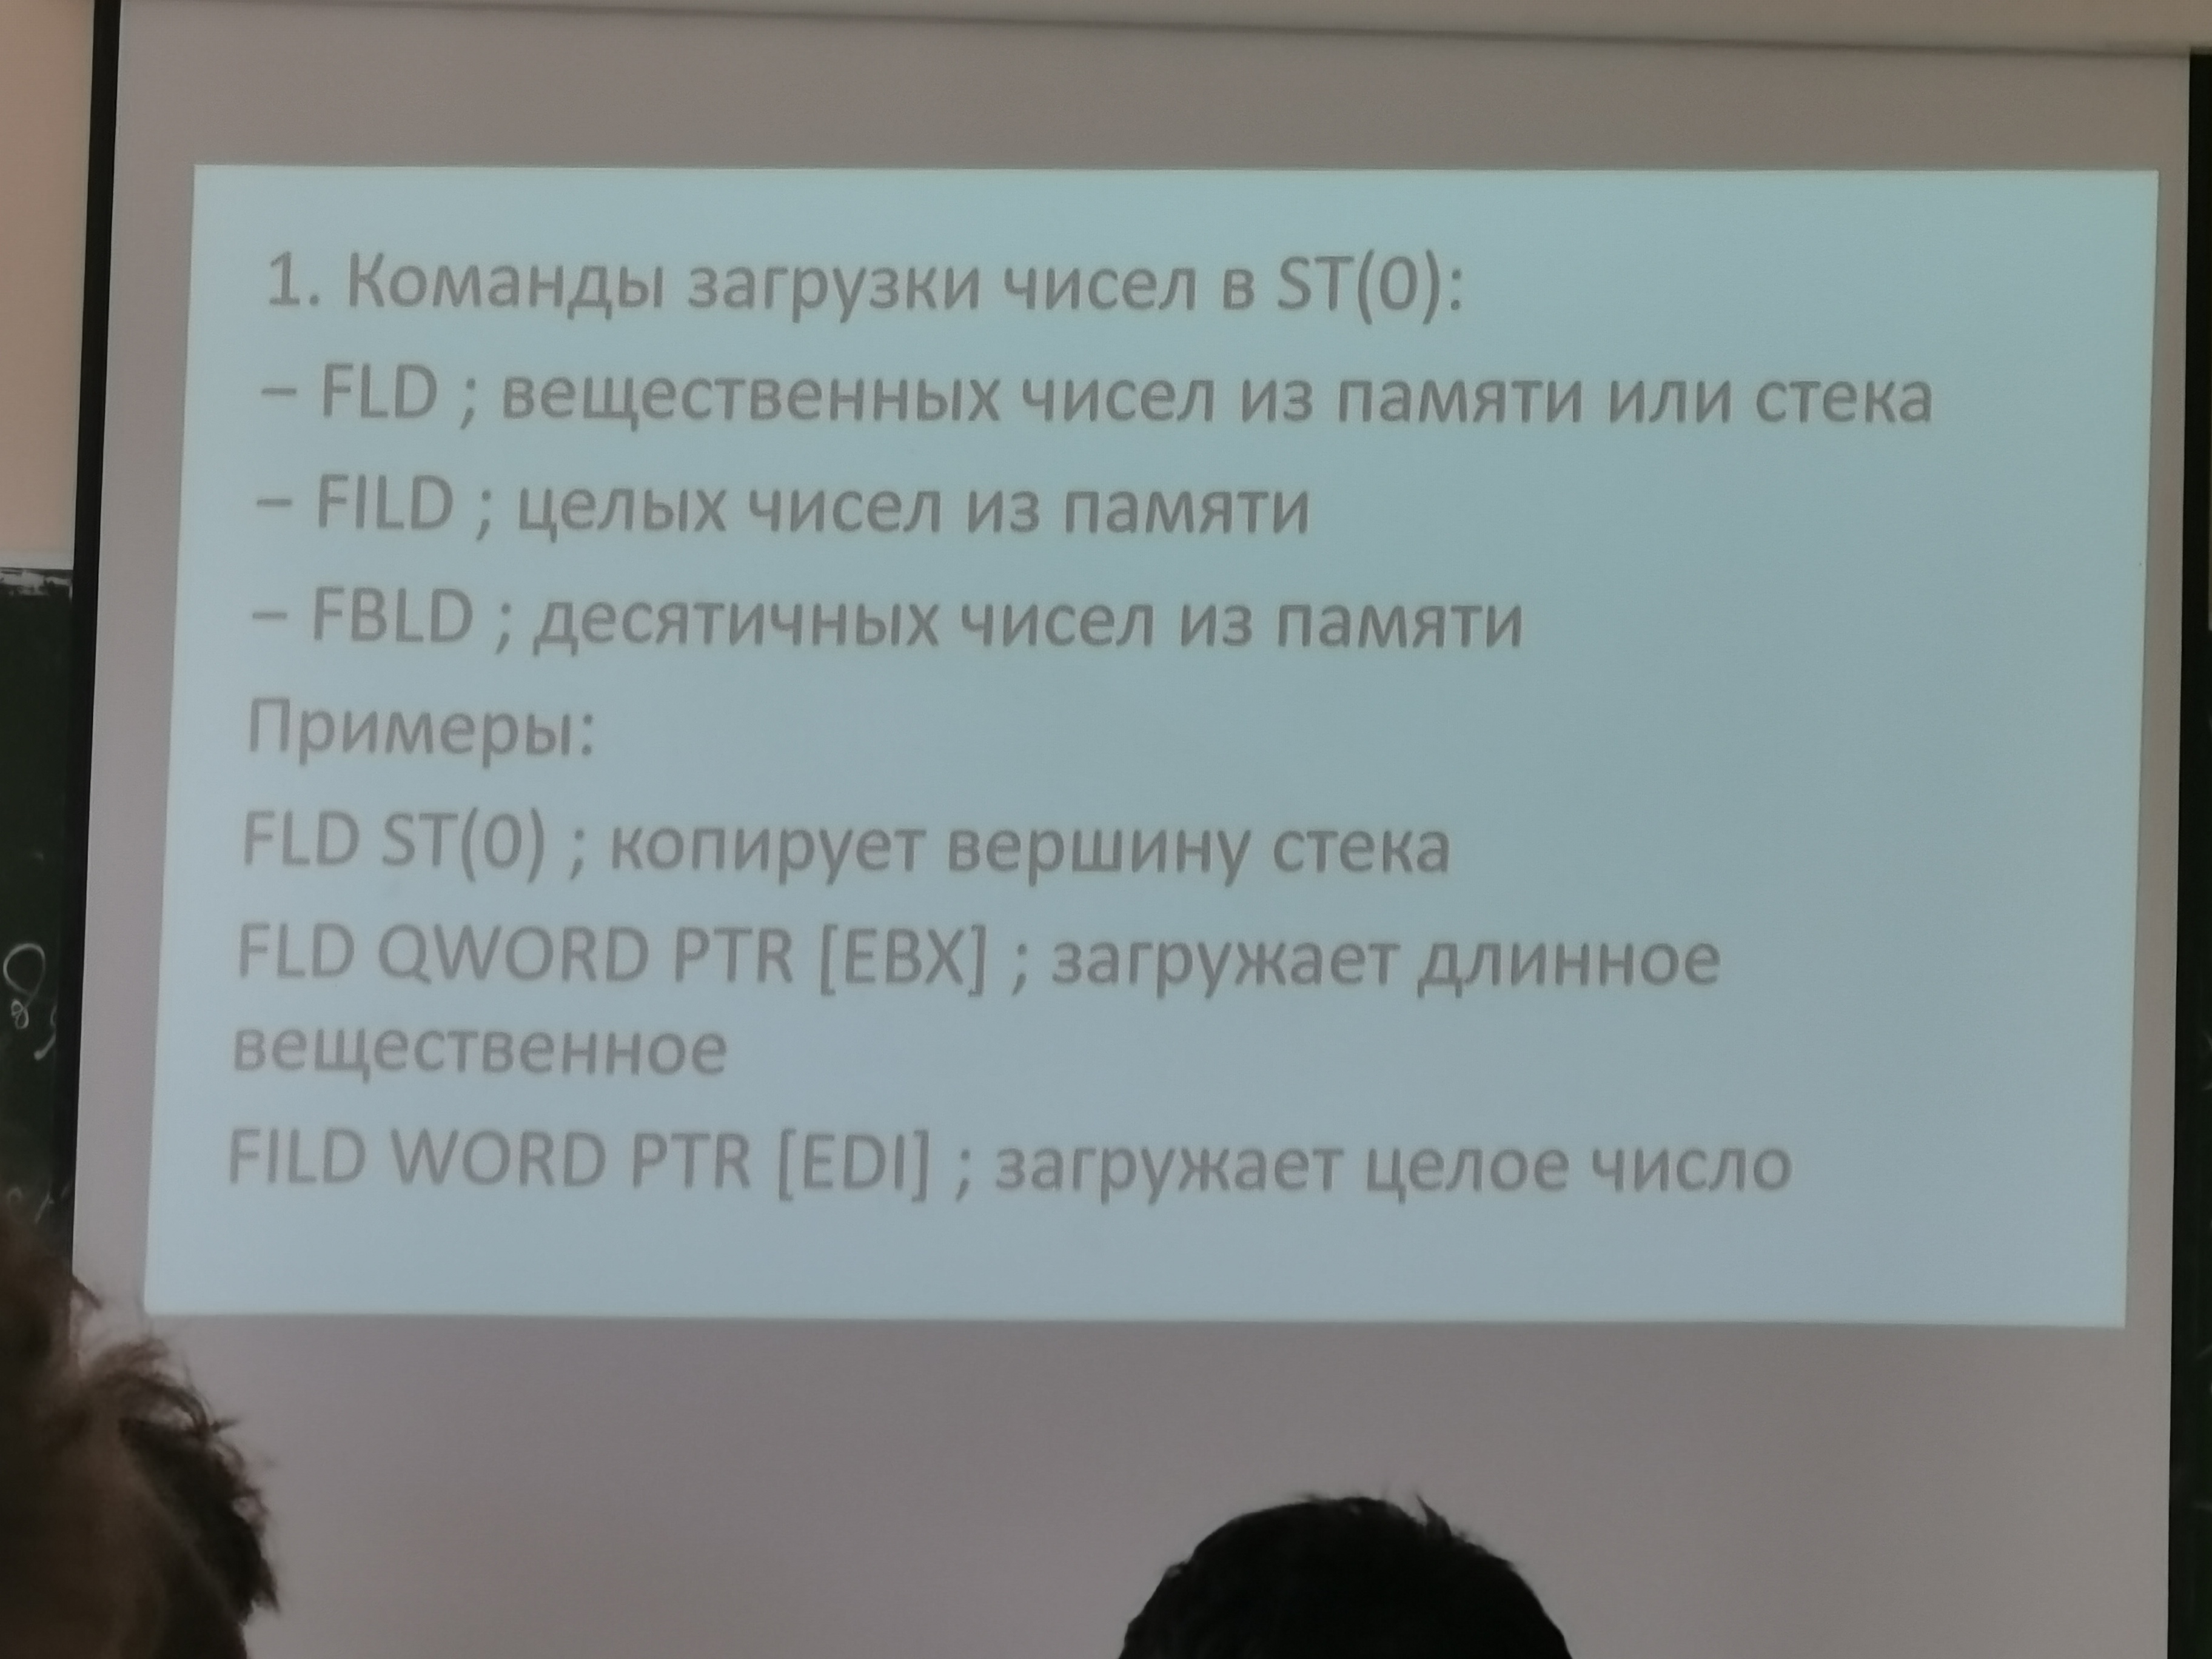 1. Команды загрузки чисел в ST(0):
– FLD ; вещественных чисел из памяти или стека
– FILD ; целых чисел из памяти
– FBLD ; десятичных чисел из памяти
Примеры:
FLD ST(0) ; копирует вершину стека
FLD QWORD PTR [EBX] ; загружает длинное
вещественное
FILD WORD PTR [EDI] ; загружает целое число